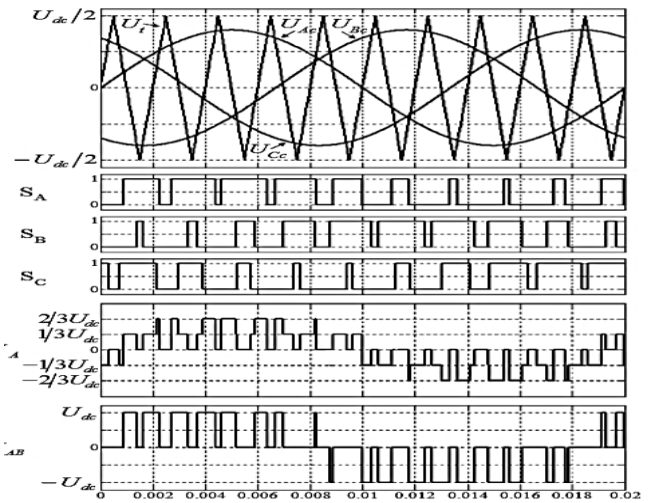 U_dc/2
U_t U_Ac U_Bc
0
U_Cc
−U_dc/2
1
S_A
0
1
S_B
0
1
S_C
0
2/3U_dc
1/3U_dc
A 0
−1/3U_dc
−2/3U_dc
U_dc
AB 0
−U_dc
0 0.002 0.004 0.006 0.008 0.01 0.012 0.014 0.016 0.018 0.02